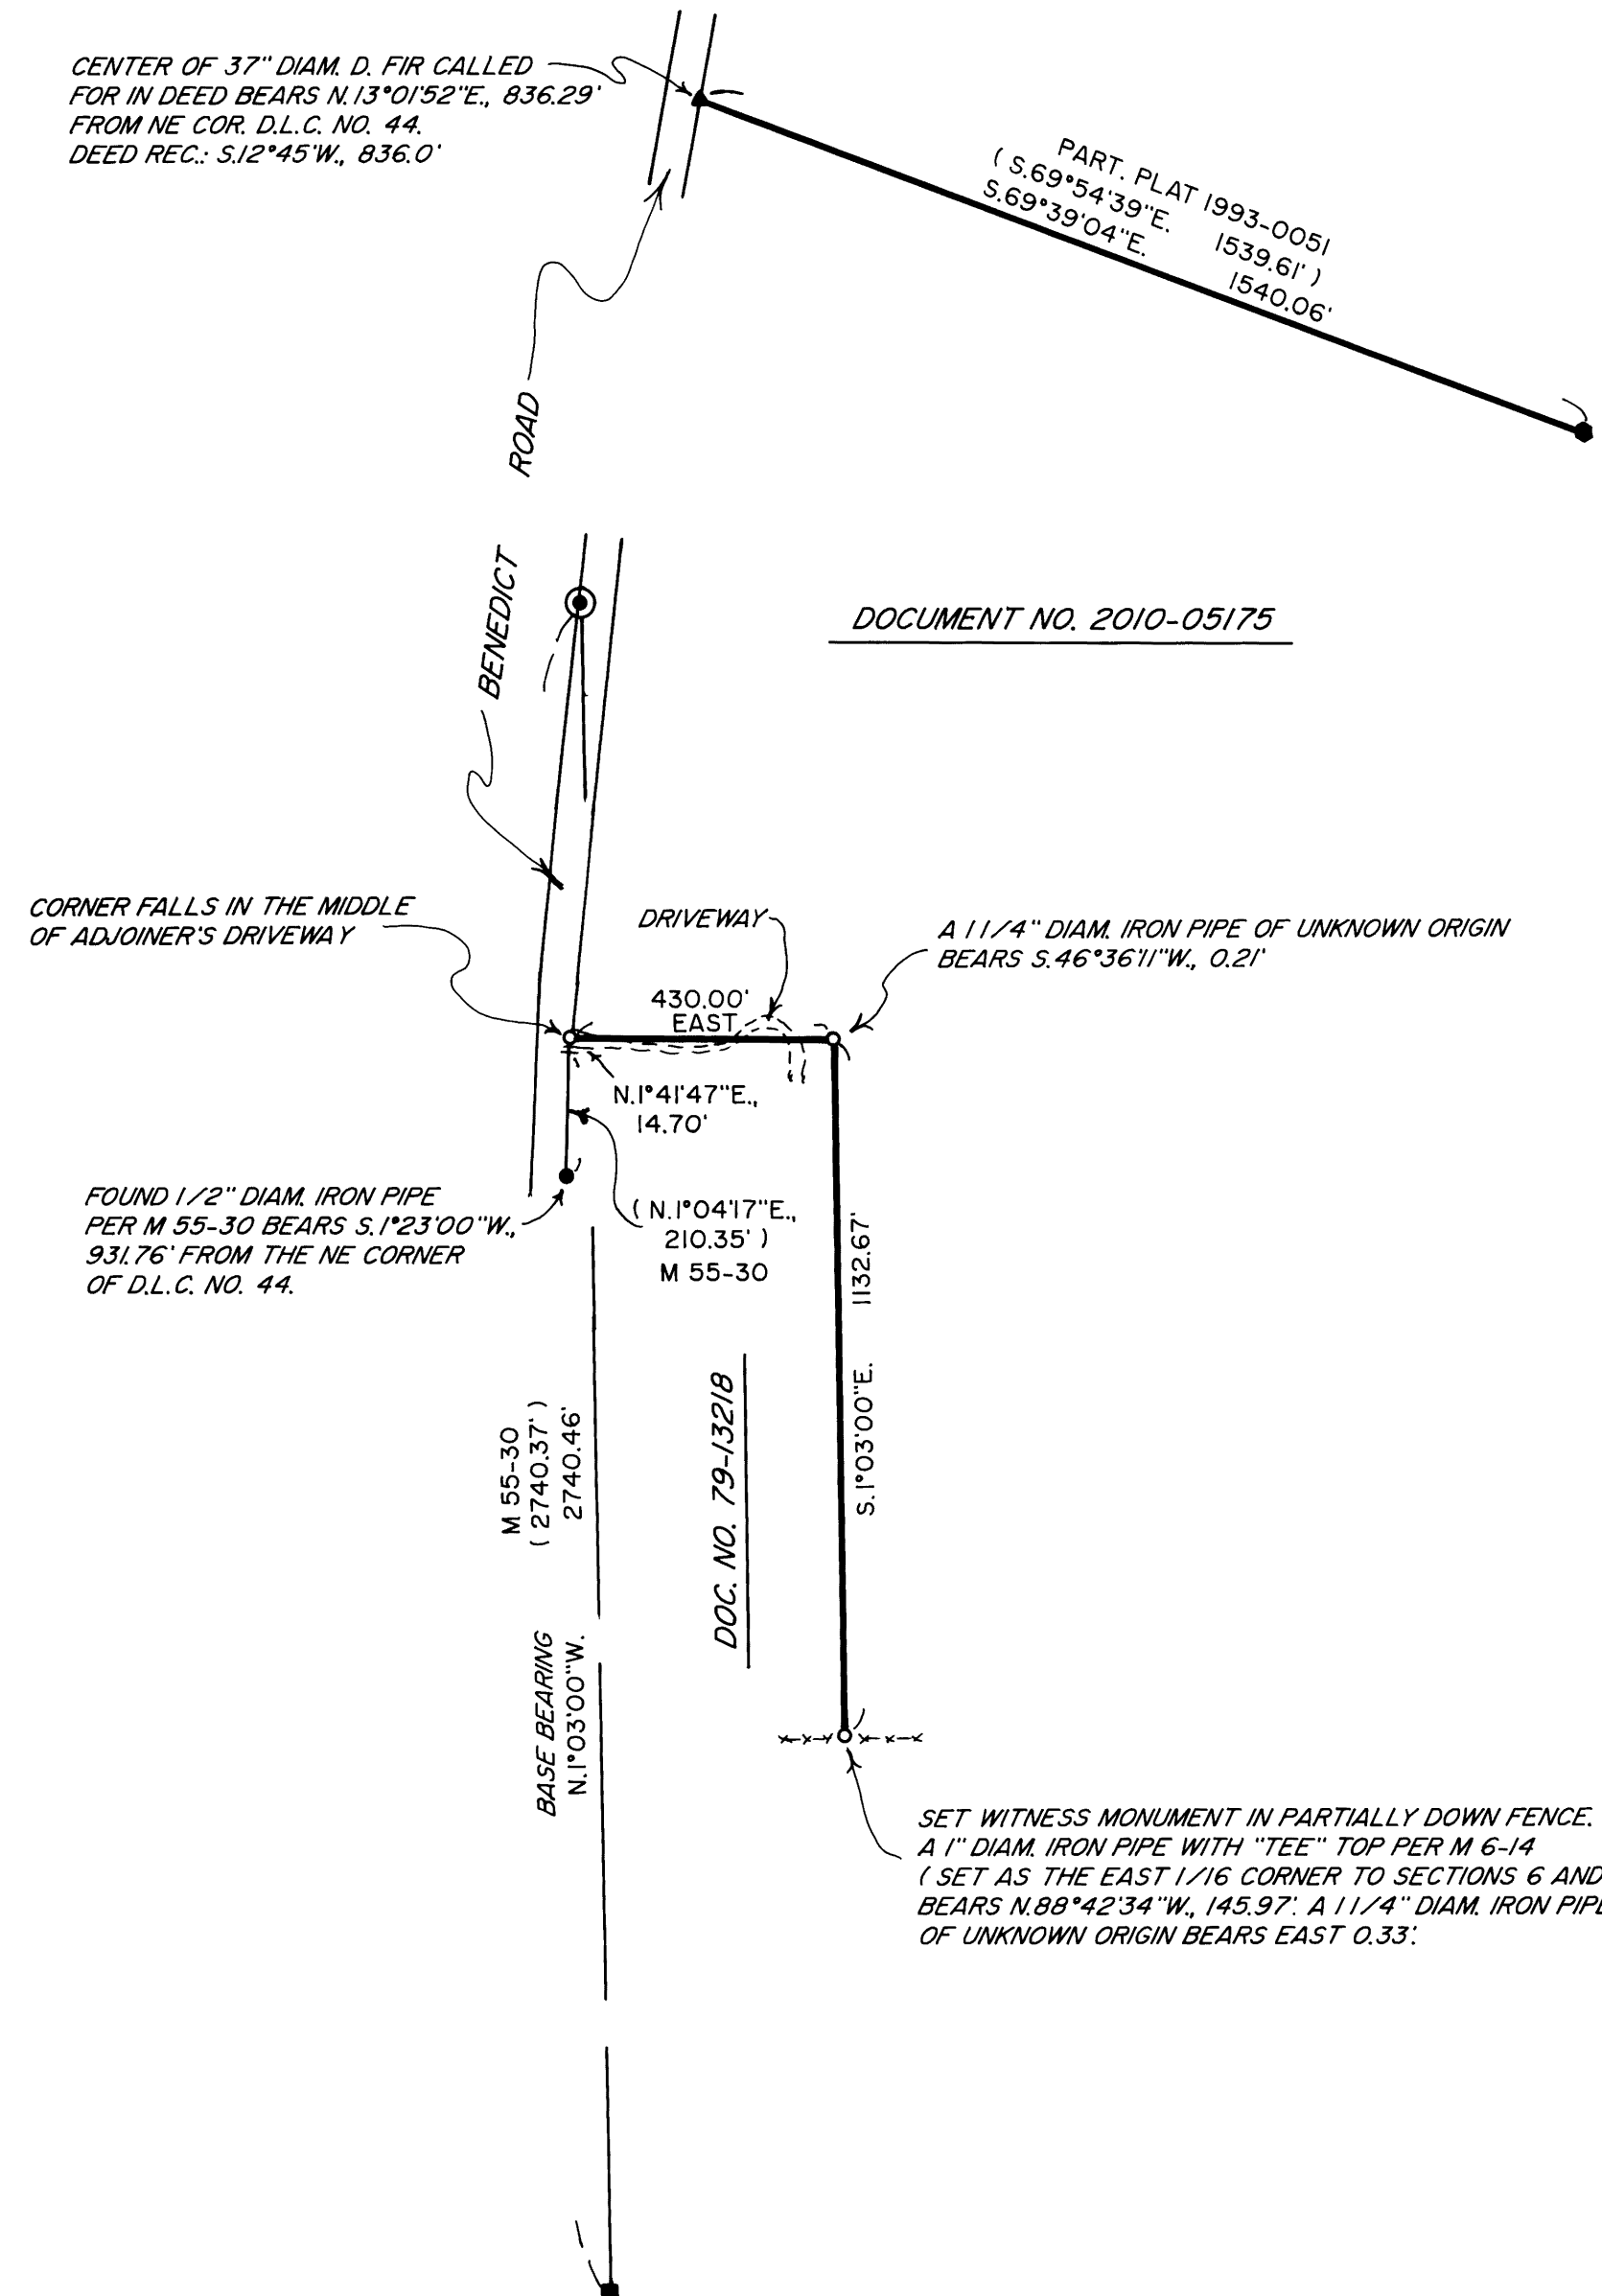 CENTER OF 37" DIAM. D. FIR CALLED
FOR IN DEED BEARS N.13°01'52"E., 836.29'
FROM NE COR. D.L.C. NO. 44.
DEED REC.: S.12°45'W., 836.0'
PART. PLAT 1993-0051
( S.69°54'39"E. 1539.61' )
S.69°39'04"E. 1540.06'
BENEDICT ROAD
DOCUMENT NO. 2010-05175
CORNER FALLS IN THE MIDDLE
OF ADJOINER'S DRIVEWAY
DRIVEWAY
A 1 1/4" DIAM. IRON PIPE OF UNKNOWN ORIGIN
BEARS S.46°36'11"W., 0.21'
430.00'
EAST
N.1°41'47"E.,
14.70'
FOUND 1/2" DIAM. IRON PIPE
PER M 55-30 BEARS S.1°23'00"W.,
931.76' FROM THE NE CORNER
OF D.L.C. NO. 44.
( N.1°04'17"E.,
210.35' )
M 55-30
S.1°03'00"E. 1132.67'
M 55-30
( 2740.37' )
2740.46'
DOC. NO. 79-13218
BASE BEARING
N.1°03'00"W.
SET WITNESS MONUMENT IN PARTIALLY DOWN FENCE.
A 1" DIAM. IRON PIPE WITH "TEE" TOP PER M 6-14
( SET AS THE EAST 1/16 CORNER TO SECTIONS 6 AND
BEARS N.88°42'34"W., 145.97'. A 1 1/4" DIAM. IRON PIPE
OF UNKNOWN ORIGIN BEARS EAST 0.33'.